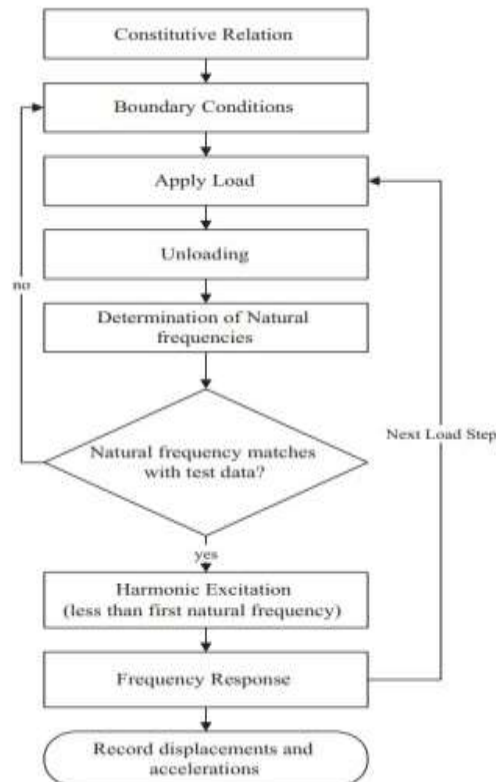 Constitutive Relation
Boundary Conditions
Apply Load
Unloading
no
Determination of Natural
frequencies
Natural frequency matches
with test data?
Next Load Step
yes
Harmonic Excitation
(less than first natural frequency)
Frequency Response
Record displacements and
accelerations